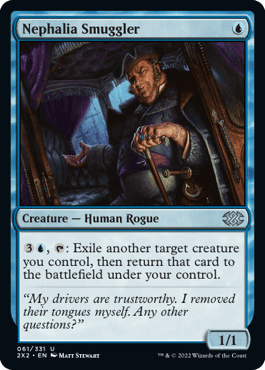 Nephalia Smuggler
Creature — Human Rogue
3, : Exile another target creature
you control, then return that card to
the battlefield under your control.
“My drivers are trustworthy. I removed
their tongues myself. Any other
questions?”
1/1
061/331 U
2X2 • EN MATT STEWART
™ & © 2022 Wizards of the Coast